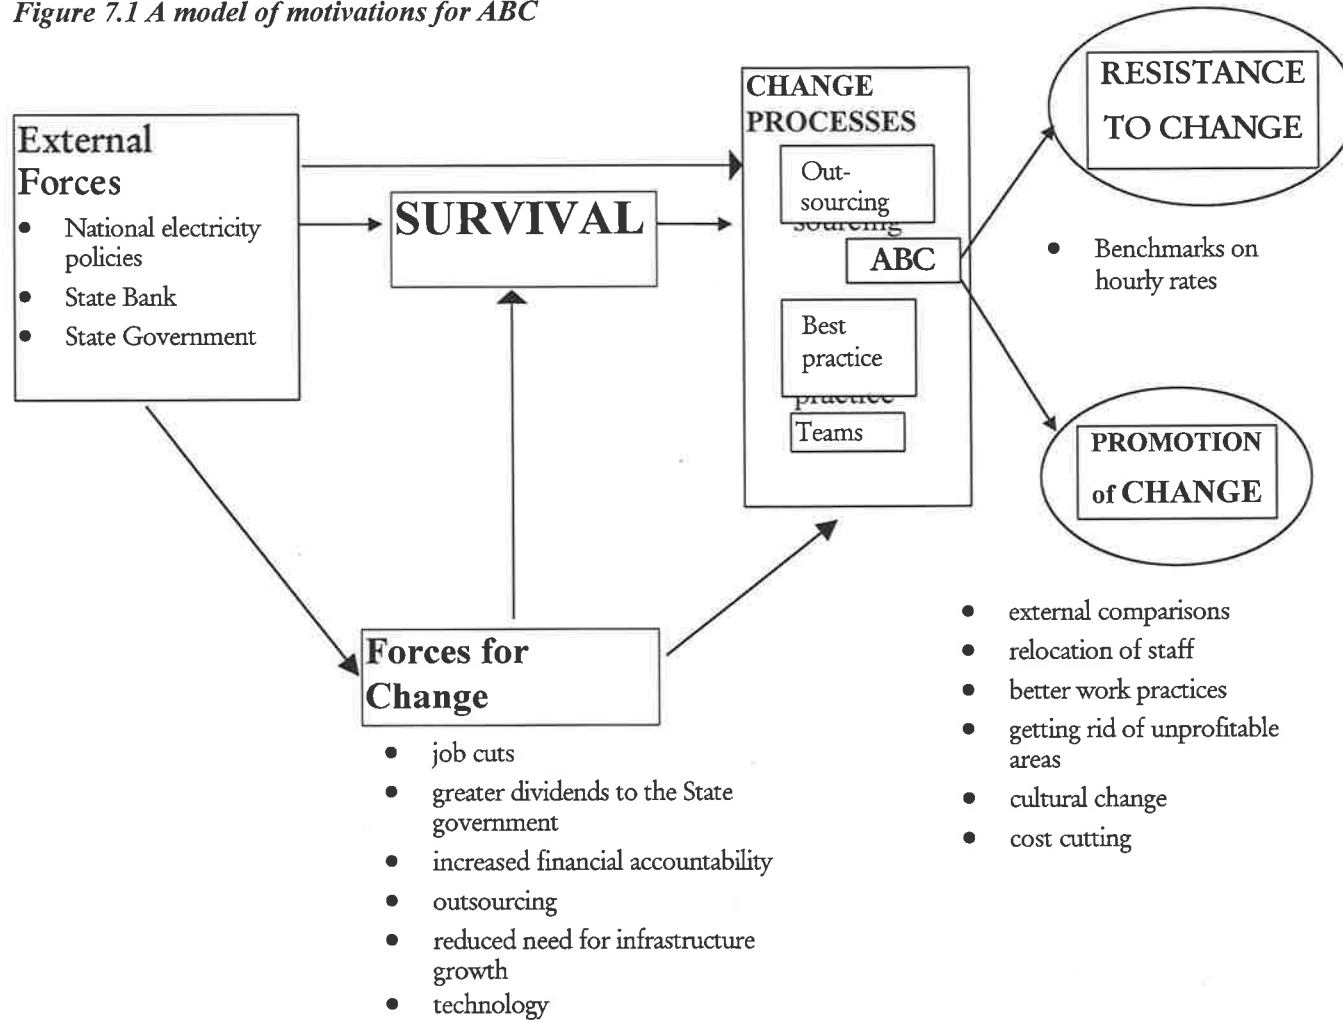 Figure 7.1 A model of motivations for ABC
External
Forces
• National electricity
policies
• State Bank
• State Government
SURVIVAL
CHANGE
PROCESSES
Out-
sourcing
sourcing
ABC
Best
practice
practice
Teams
RESISTANCE
TO CHANGE
• Benchmarks on
hourly rates
PROMOTION
of CHANGE
• external comparisons
• relocation of staff
• better work practices
• getting rid of unprofitable
areas
• cultural change
• cost cutting
Forces for
Change
• job cuts
• greater dividends to the State
government
• increased financial accountability
• outsourcing
• reduced need for infrastructure
growth
• technology